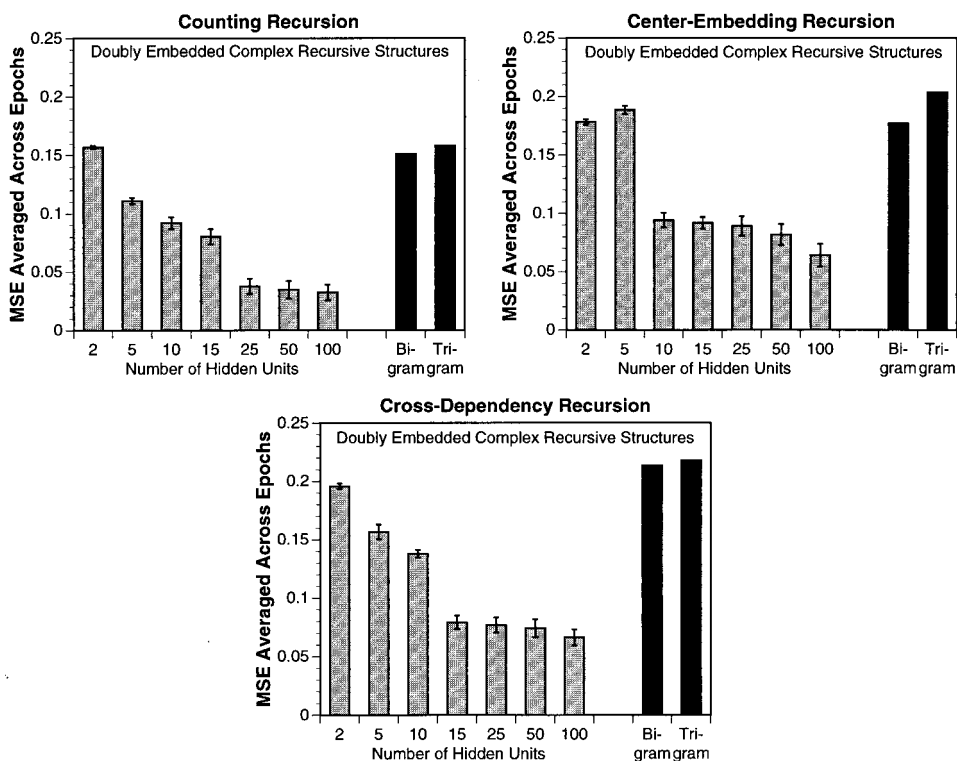 Counting Recursion
Doubly Embedded Complex Recursive Structures
MSE Averaged Across Epochs
0.25
0.2
0.15
0.1
0.05
0
2 5 10 15 25 50 100 Bi- Tri-
Number of Hidden Units gram gram
Center-Embedding Recursion
Doubly Embedded Complex Recursive Structures
MSE Averaged Across Epochs
0.25
0.2
0.15
0.1
0.05
0
2 5 10 15 25 50 100 Bi- Tri-
Number of Hidden Units gram gram
Cross-Dependency Recursion
Doubly Embedded Complex Recursive Structures
MSE Averaged Across Epochs
0.25
0.2
0.15
0.1
0.05
0
2 5 10 15 25 50 100 Bi- Tri-
Number of Hidden Units gram gram